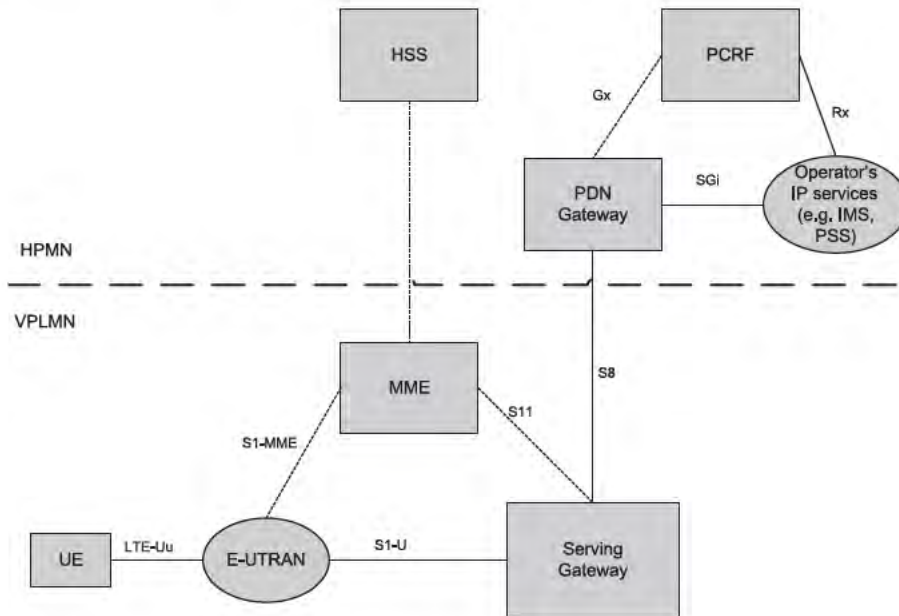 HSS
PCRF
Gx
Rx
PDN
Gateway
SGi
Operator's
IP services
(e.g. IMS,
PSS)
HPMN
VPLMN
MME
S8
S11
S1-MME
UE
LTE-Uu
E-UTRAN
S1-U
Serving
Gateway